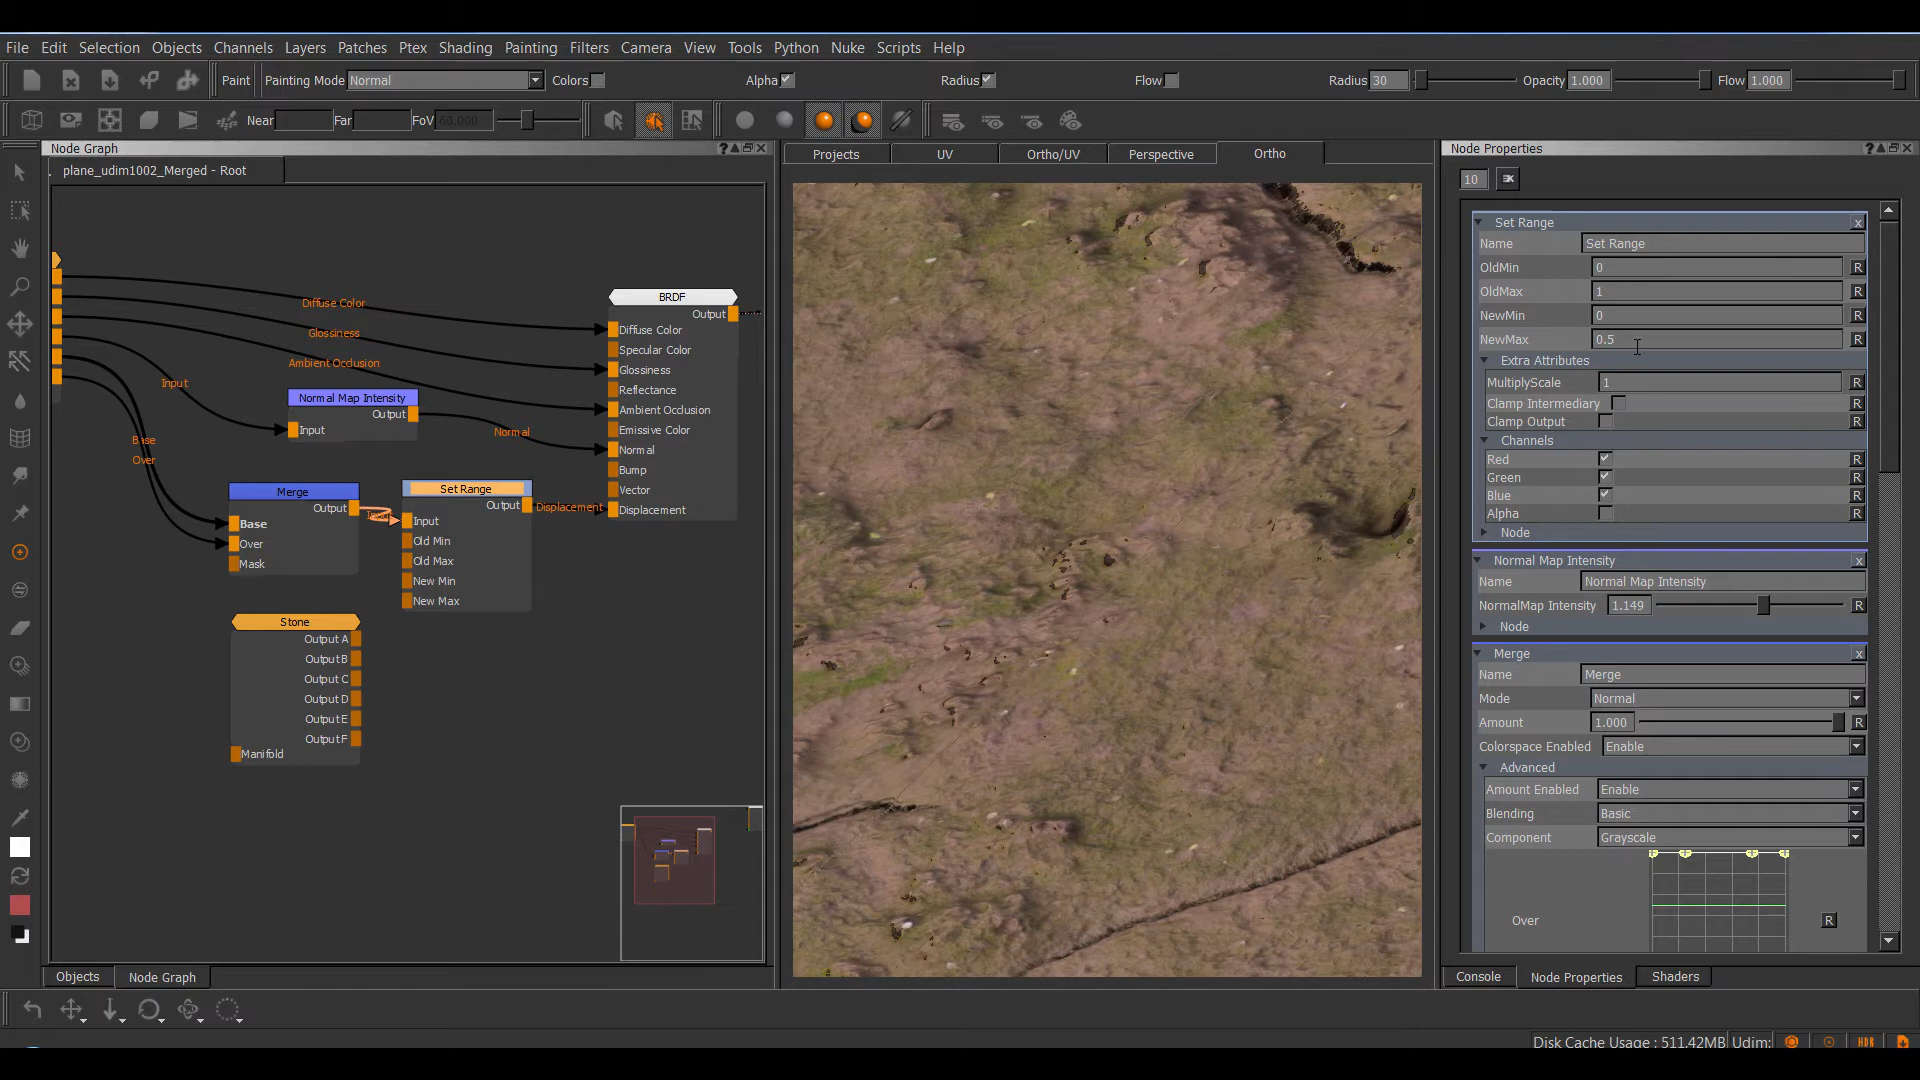 File Edit Selection Objects Channels Layers Patches Ptex Shading Painting Filters Camera View Tools Python Nuke Scripts Help
Paint Painting Mode Normal Colors Alpha Radius Flow Radius 30 Opacity 1.000 Flow 1.000
Near Far FoV 60.000
Node Graph
plane_udim1002_Merged - Root
Diffuse Color
Glossiness
Ambient Occlusion
Input
Normal Map Intensity
Output
Input
Normal
Base
Over
Merge
Output
Base
Over
Mask
Set Range
Output
Input
Old Min
Old Max
New Min
New Max
Displacement
BRDF
Output
Diffuse Color
Specular Color
Glossiness
Reflectance
Ambient Occlusion
Emissive Color
Normal
Bump
Vector
Displacement
Stone
Output A
Output B
Output C
Output D
Output E
Output F
Manifold
Objects Node Graph
Projects UV Ortho/UV Perspective Ortho
Node Properties
10
Set Range x
Name Set Range
OldMin 0 R
OldMax 1 R
NewMin 0 R
NewMax 0.5 R
Extra Attributes
MultiplyScale 1 R
Clamp Intermediary R
Clamp Output R
Channels
Red R
Green R
Blue R
Alpha R
Node
Normal Map Intensity x
Name Normal Map Intensity
NormalMap Intensity 1.149 R
Node
Merge x
Name Merge
Mode Normal
Amount 1.000 R
Colorspace Enabled Enable
Advanced
Amount Enabled Enable
Blending Basic
Component Grayscale
Over R
Console Node Properties Shaders
Disk Cache Usage : 511.42MB Udim: HDR